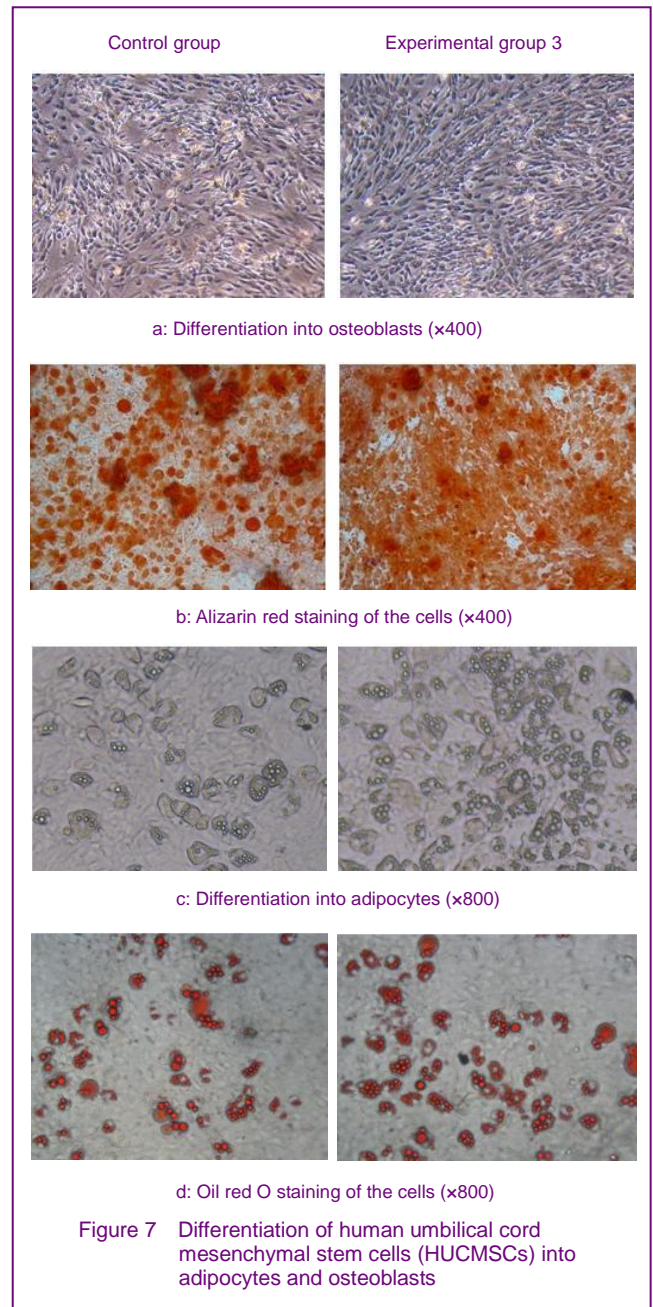 Control group Experimental group 3
a: Differentiation into osteoblasts (×400)
b: Alizarin red staining of the cells (×400)
c: Differentiation into adipocytes (×800)
d: Oil red O staining of the cells (×800)
Figure 7 Differentiation of human umbilical cord
mesenchymal stem cells (HUCMSCs) into
adipocytes and osteoblasts